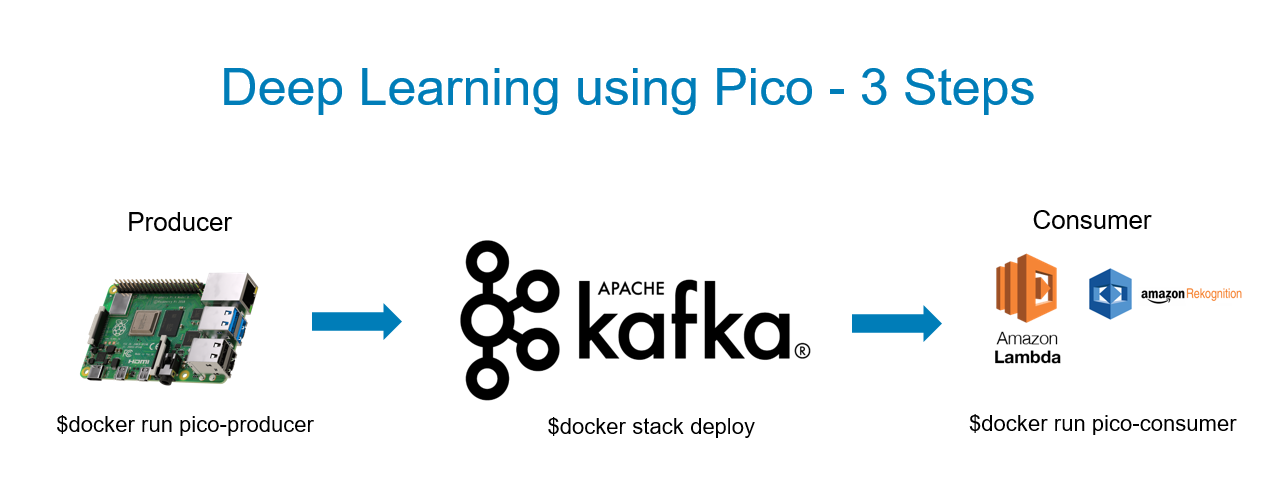 Deep Learning using Pico - 3 Steps
Producer
Consumer
APACHE
kafka®
Amazon
Lambda
amazon Rekognition
HDMI
$docker run pico-producer
$docker stack deploy
$docker run pico-consumer